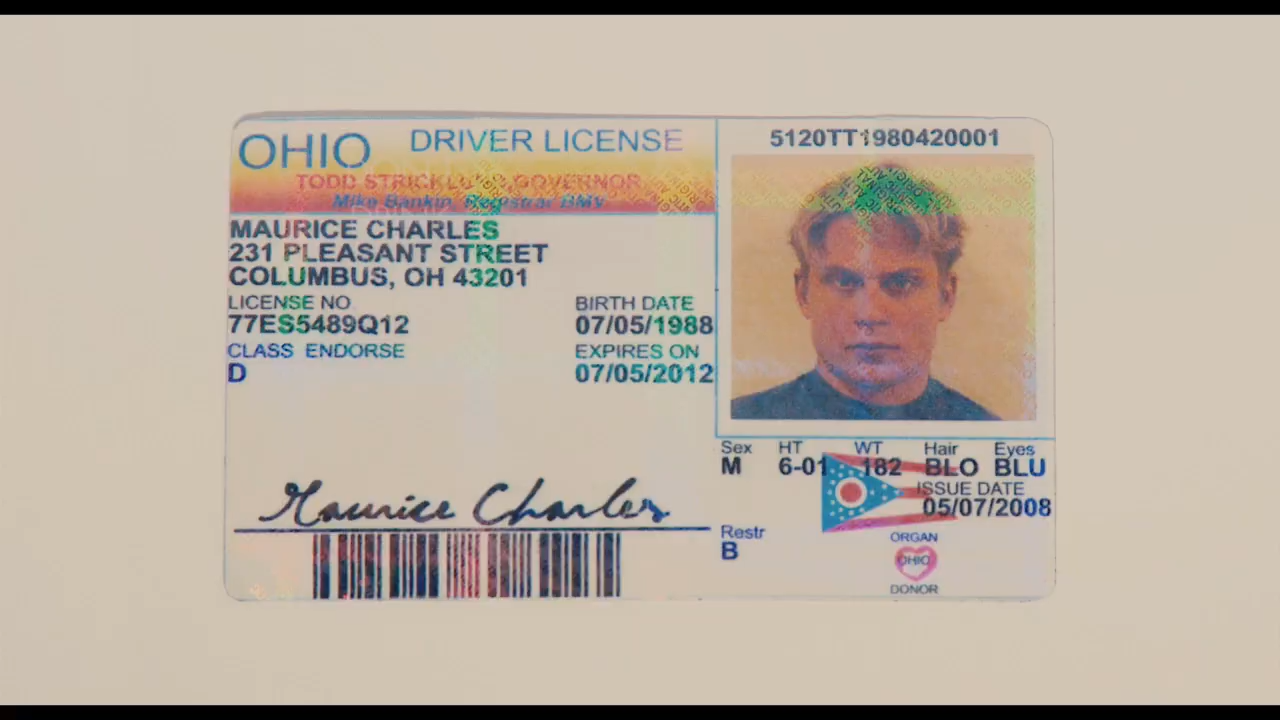 OHIO
DRIVER LICENSE
TODD STRICKLUND, GOVERNOR
Mike Rankin, Registrar BMV
MAURICE CHARLES
231 PLEASANT STREET
COLUMBUS, OH 43201
LICENSE NO
77ES5489Q12
BIRTH DATE
07/05/1988
CLASS ENDORSE
D
EXPIRES ON
07/05/2012
Maurice Charles
5120TT1980420001
Sex HT WT Hair Eyes
M 6-01 182 BLO BLU
ISSUE DATE
05/07/2008
Restr
B
ORGAN
OHIO
DONOR